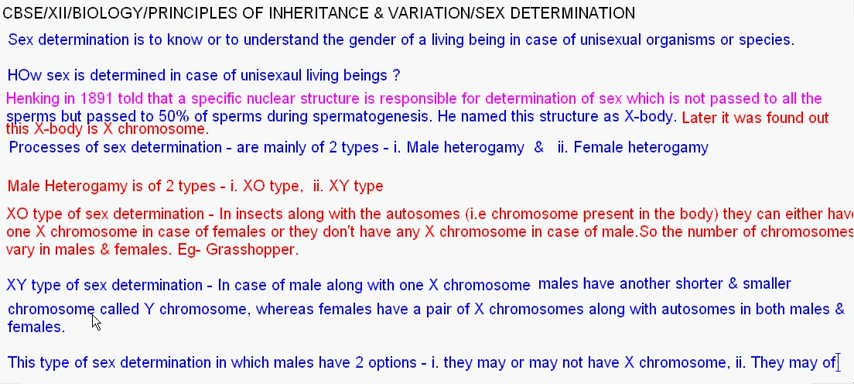 CBSE/XII/BIOLOGY/PRINCIPLES OF INHERITANCE & VARIATION/SEX DETERMINATION
Sex determination is to know or to understand the gender of a living being in case of unisexual organisms or species.
HOw sex is determined in case of unisexaul living beings ?
Henking in 1891 told that a specific nuclear structure is responsible for determination of sex which is not passed to all the
sperms but passed to 50% of sperms during spermatogenesis. He named this structure as X-body. Later it was found out
this X-body is X chromosome.
Processes of sex determination - are mainly of 2 types - i. Male heterogamy & ii. Female heterogamy
Male Heterogamy is of 2 types - i. XO type, ii. XY type
XO type of sex determination - In insects along with the autosomes (i.e chromosome present in the body) they can either have
one X chromosome in case of females or they don't have any X chromosome in case of male.So the number of chromosomes
vary in males & females. Eg- Grasshopper.
XY type of sex determination - In case of male along with one X chromosome males have another shorter & smaller
chromosome called Y chromosome, whereas females have a pair of X chromosomes along with autosomes in both males &
females.
This type of sex determination in which males have 2 options - i. they may or may not have X chromosome, ii. They may of